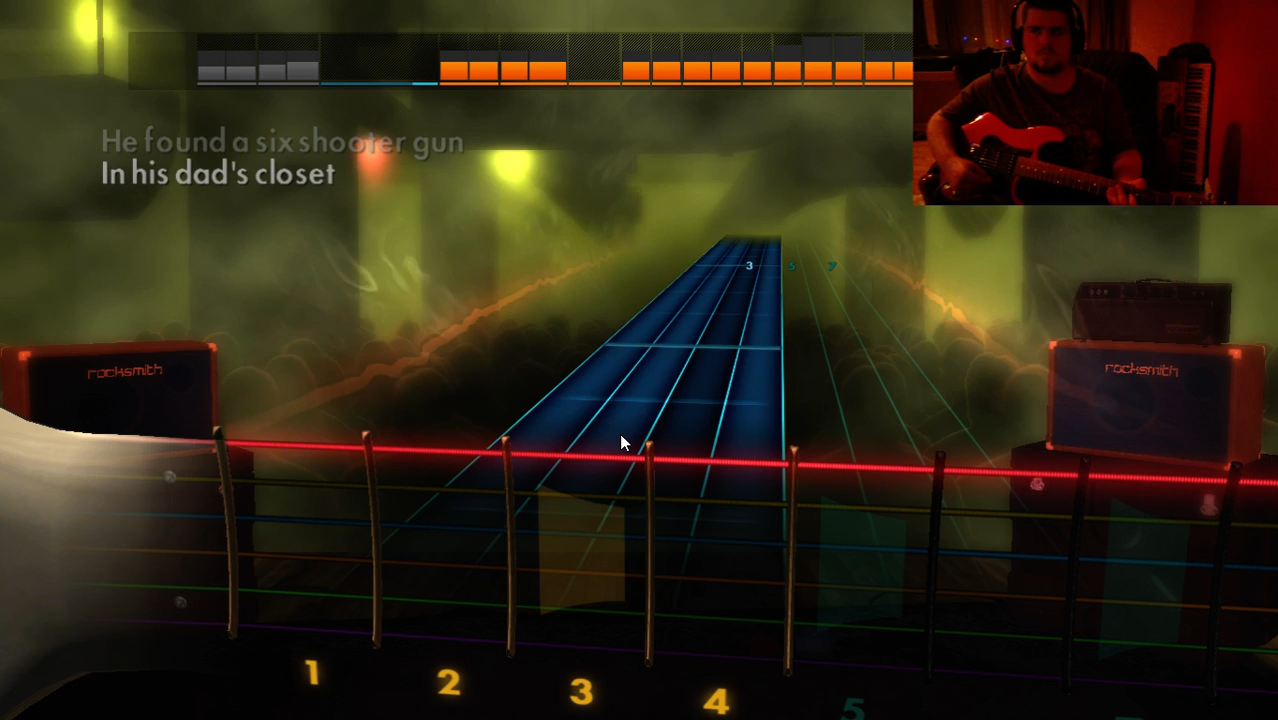 He found a six shooter gun
In his dad's closet
3 5 7
rocksmith
rocksmith
1 2 3 4 5